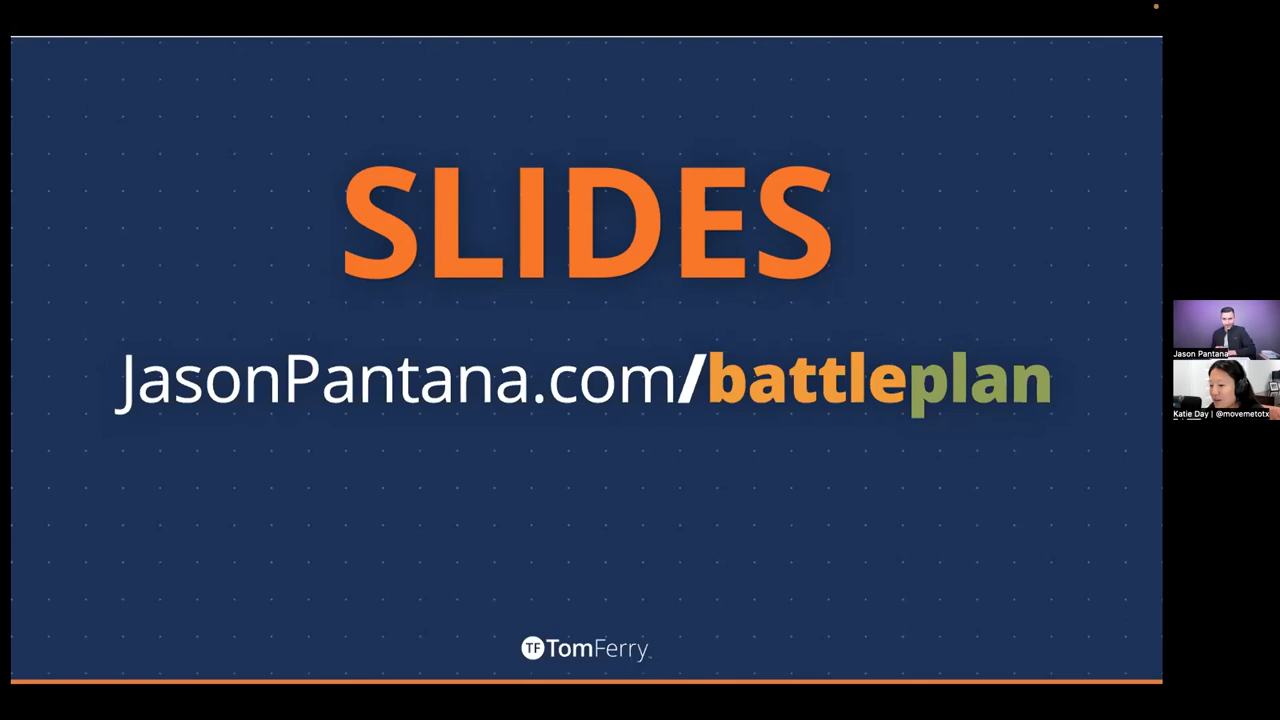 SLIDES
JasonPantana.com/battleplan
TF TomFerry
Jason Pantana
Katie Day | @movemetotx